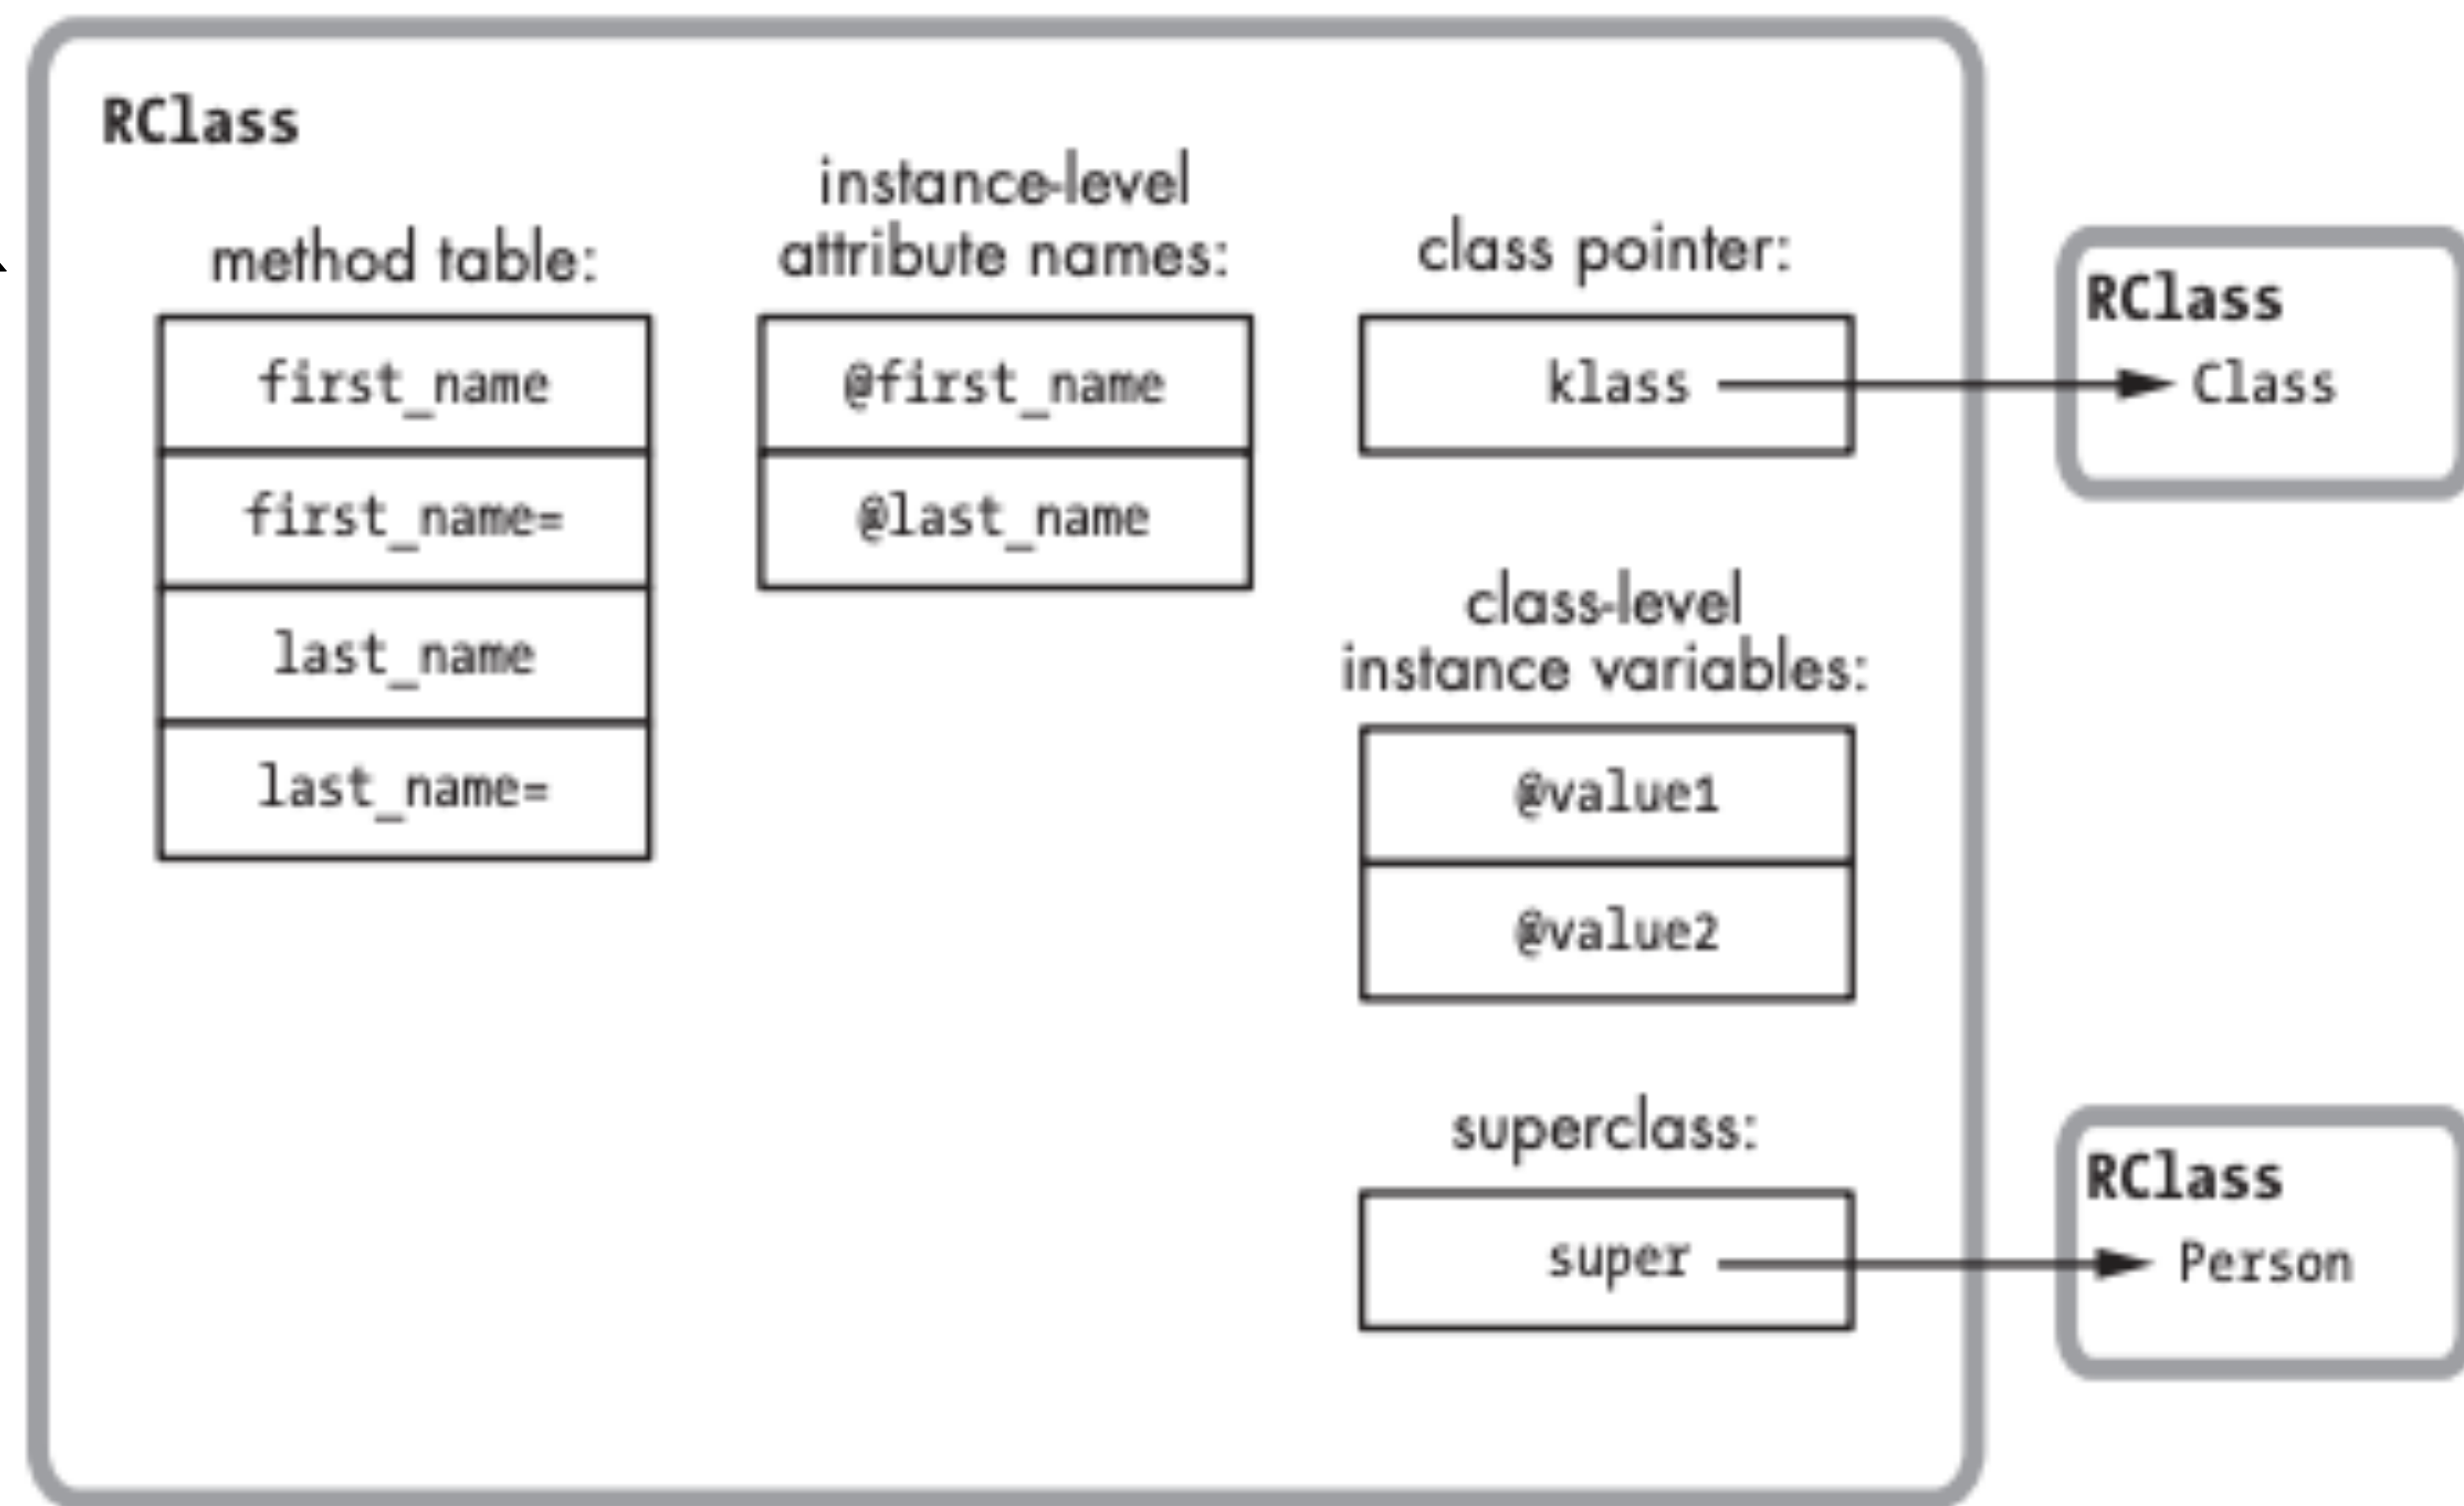 RClass
method table:
first_name
first_name=
last_name
last_name=
instance-level
attribute names:
@first_name
@last_name
class pointer:
klass
class-level
instance variables:
@value1
@value2
superclass:
super
RClass
Class
RClass
Person